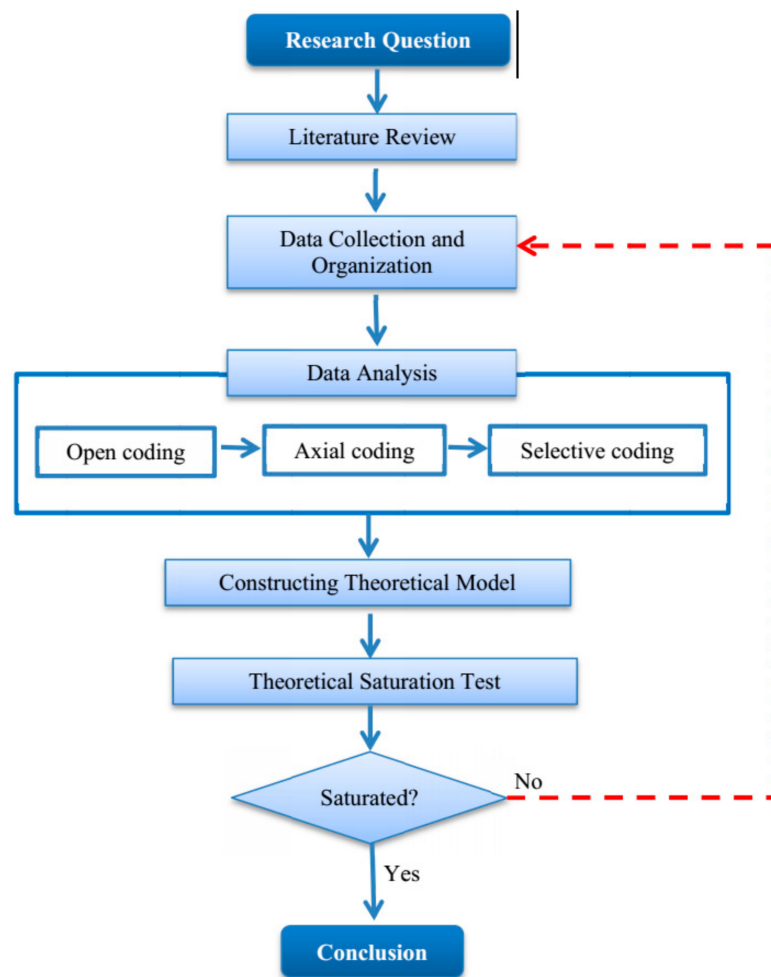 Research Question
Literature Review
Data Collection and
Organization
Data Analysis
Open coding
Axial coding
Selective coding
Constructing Theoretical Model
Theoretical Saturation Test
Saturated?
No
Yes
Conclusion